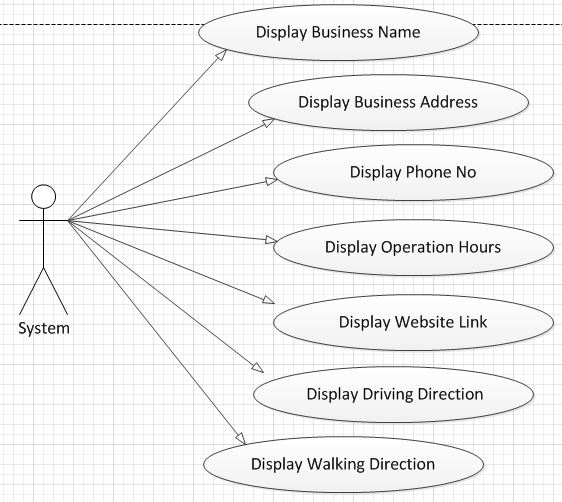 Display Business Name
Display Business Address
Display Phone No
Display Operation Hours
System
Display Website Link
Display Driving Direction
Display Walking Direction